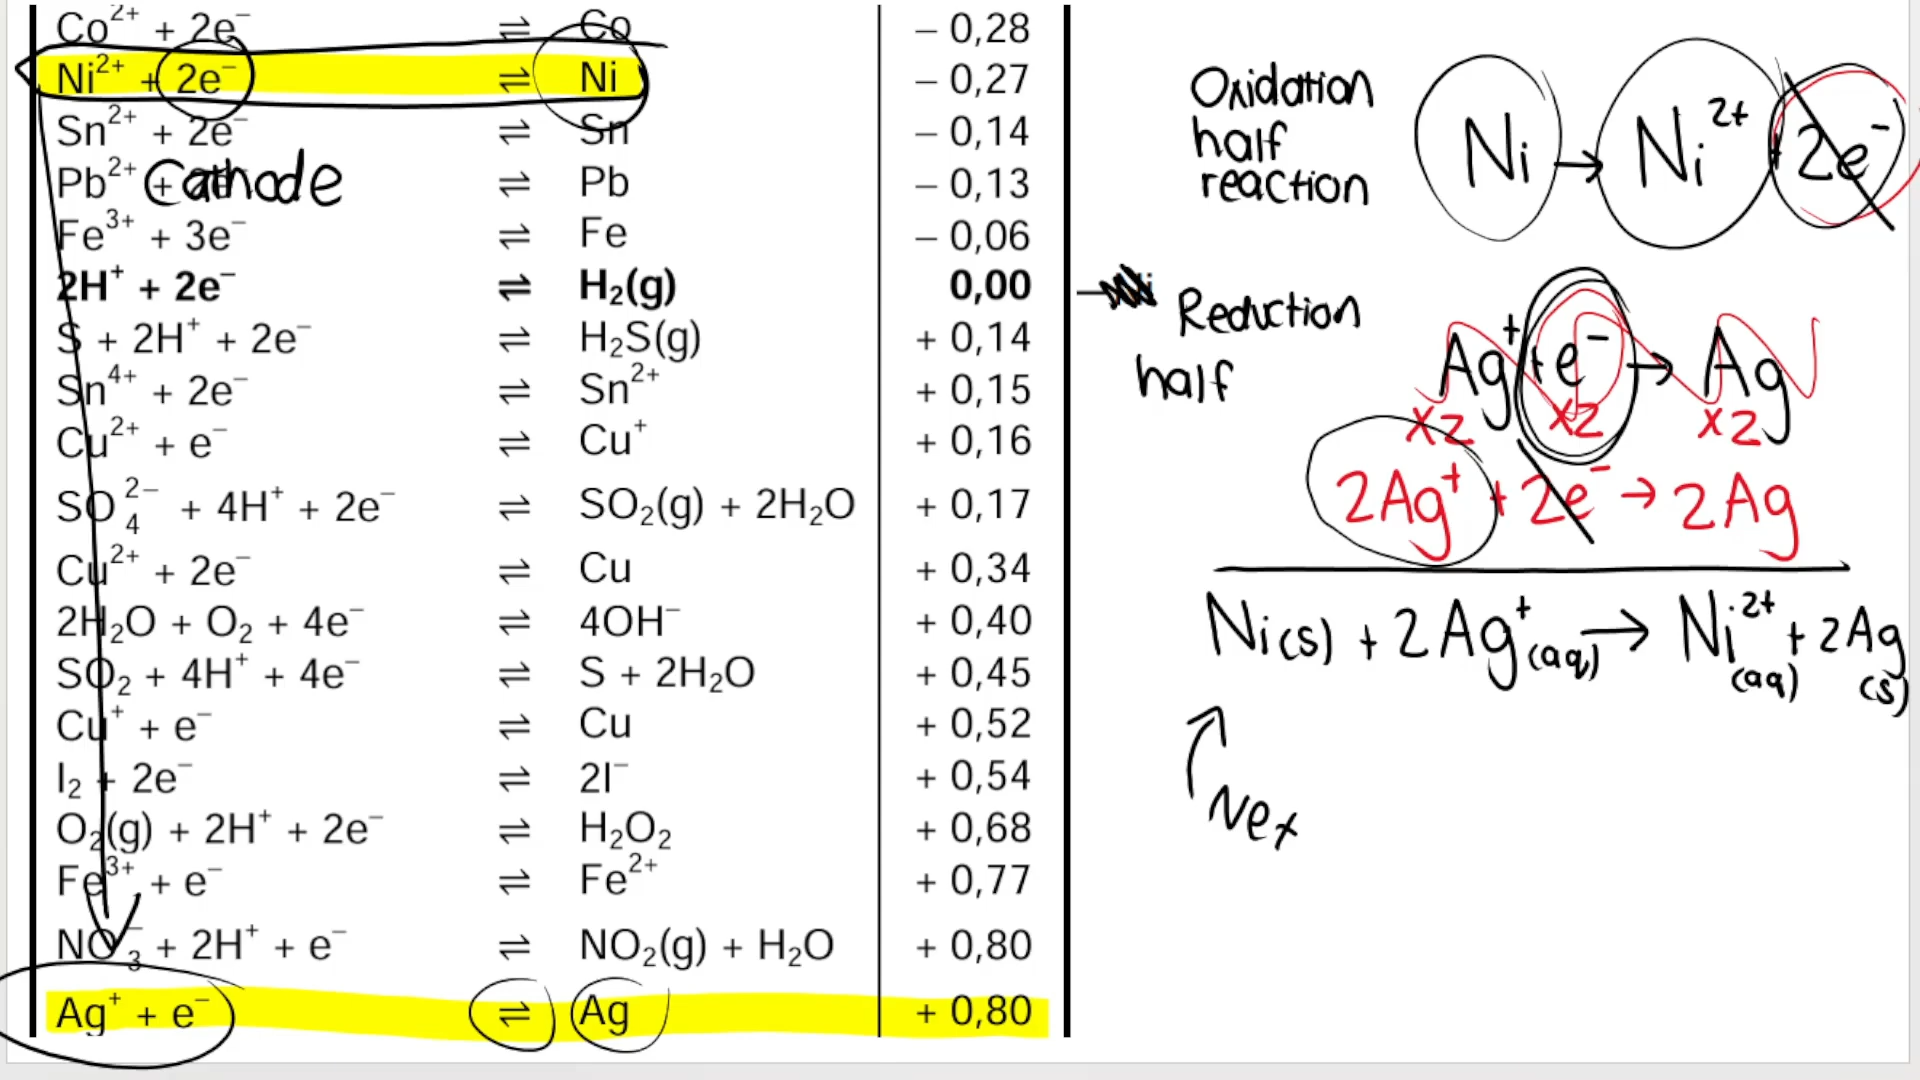 Co²⁺ + 2e⁻ ⇌ Co − 0,28
Ni²⁺ + 2e⁻ ⇌ Ni − 0,27
Sn²⁺ + 2e⁻ ⇌ Sn − 0,14
Pb²⁺ + 2e⁻ ⇌ Pb − 0,13
Cathode
Fe³⁺ + 3e⁻ ⇌ Fe − 0,06
2H⁺ + 2e⁻ ⇌ H₂(g) 0,00
S + 2H⁺ + 2e⁻ ⇌ H₂S(g) + 0,14
Sn⁴⁺ + 2e⁻ ⇌ Sn²⁺ + 0,15
Cu²⁺ + e⁻ ⇌ Cu⁺ + 0,16
SO₄²⁻ + 4H⁺ + 2e⁻ ⇌ SO₂(g) + 2H₂O + 0,17
Cu²⁺ + 2e⁻ ⇌ Cu + 0,34
2H₂O + O₂ + 4e⁻ ⇌ 4OH⁻ + 0,40
SO₂ + 4H⁺ + 4e⁻ ⇌ S + 2H₂O + 0,45
Cu⁺ + e⁻ ⇌ Cu + 0,52
I₂ + 2e⁻ ⇌ 2I⁻ + 0,54
O₂(g) + 2H⁺ + 2e⁻ ⇌ H₂O₂ + 0,68
Fe³⁺ + e⁻ ⇌ Fe²⁺ + 0,77
NO₃⁻ + 2H⁺ + e⁻ ⇌ NO₂(g) + H₂O + 0,80
Ag⁺ + e⁻ ⇌ Ag + 0,80
Oxidation
half
reaction
Ni → Ni²⁺ + 2e⁻
Reduction
half
Ag⁺ + e⁻ → Ag
x2 x2 x2
2Ag⁺ + 2e⁻ → 2Ag
Ni(s) + 2Ag⁺(aq) → Ni²⁺(aq) + 2Ag(s)
Nex